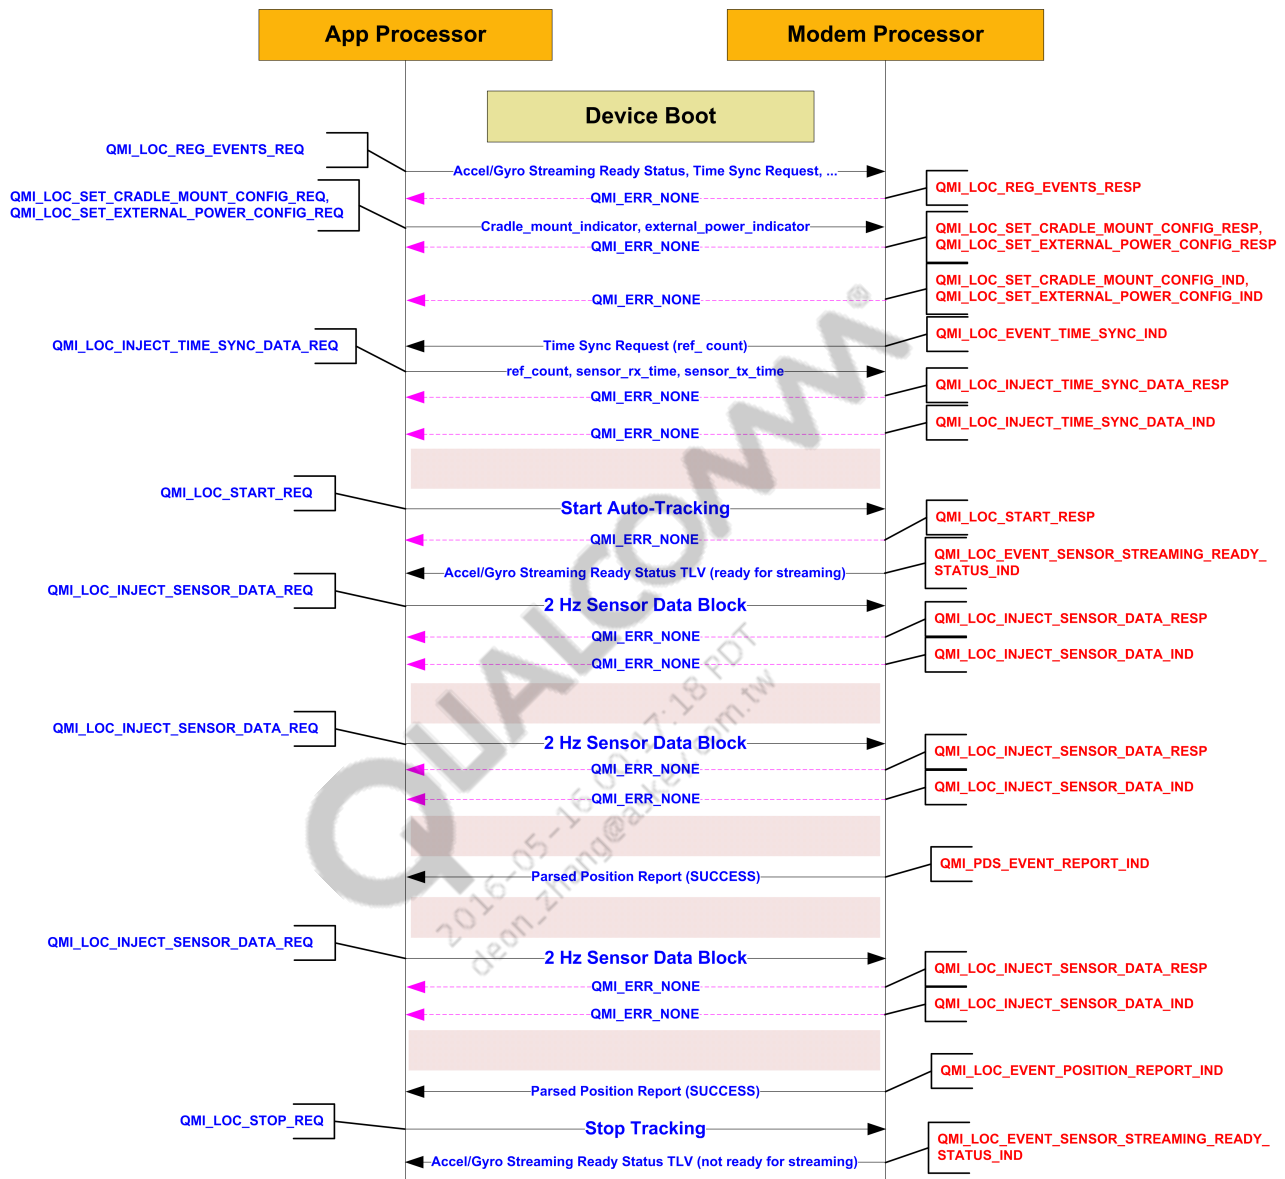 App Processor
Modem Processor
Device Boot
QMI_LOC_REG_EVENTS_REQ
Accel/Gyro Streaming Ready Status, Time Sync Request, ...
QMI_LOC_REG_EVENTS_RESP
QMI_ERR_NONE
QMI_LOC_SET_CRADLE_MOUNT_CONFIG_REQ,
QMI_LOC_SET_EXTERNAL_POWER_CONFIG_REQ
Cradle_mount_indicator, external_power_indicator
QMI_LOC_SET_CRADLE_MOUNT_CONFIG_RESP,
QMI_LOC_SET_EXTERNAL_POWER_CONFIG_RESP
QMI_ERR_NONE
QMI_LOC_SET_CRADLE_MOUNT_CONFIG_IND,
QMI_LOC_SET_EXTERNAL_POWER_CONFIG_IND
QMI_ERR_NONE
QMI_LOC_EVENT_TIME_SYNC_IND
Time Sync Request (ref_ count)
QMI_LOC_INJECT_TIME_SYNC_DATA_REQ
ref_count, sensor_rx_time, sensor_tx_time
QMI_LOC_INJECT_TIME_SYNC_DATA_RESP
QMI_ERR_NONE
QMI_LOC_INJECT_TIME_SYNC_DATA_IND
QMI_ERR_NONE
QMI_LOC_START_REQ
Start Auto-Tracking
QMI_LOC_START_RESP
QMI_ERR_NONE
QMI_LOC_EVENT_SENSOR_STREAMING_READY_
STATUS_IND
Accel/Gyro Streaming Ready Status TLV (ready for streaming)
QMI_LOC_INJECT_SENSOR_DATA_REQ
2 Hz Sensor Data Block
QMI_LOC_INJECT_SENSOR_DATA_RESP
QMI_ERR_NONE
QMI_LOC_INJECT_SENSOR_DATA_IND
QMI_ERR_NONE
QMI_LOC_INJECT_SENSOR_DATA_REQ
2 Hz Sensor Data Block
QMI_LOC_INJECT_SENSOR_DATA_RESP
QMI_ERR_NONE
QMI_LOC_INJECT_SENSOR_DATA_IND
QMI_ERR_NONE
QMI_PDS_EVENT_REPORT_IND
Parsed Position Report (SUCCESS)
QMI_LOC_INJECT_SENSOR_DATA_REQ
2 Hz Sensor Data Block
QMI_LOC_INJECT_SENSOR_DATA_RESP
QMI_ERR_NONE
QMI_LOC_INJECT_SENSOR_DATA_IND
QMI_ERR_NONE
QMI_LOC_EVENT_POSITION_REPORT_IND
Parsed Position Report (SUCCESS)
QMI_LOC_STOP_REQ
Stop Tracking
QMI_LOC_EVENT_SENSOR_STREAMING_READY_
STATUS_IND
Accel/Gyro Streaming Ready Status TLV (not ready for streaming)
QUALCOMM®
2016-05-16 00:17:18 PDT